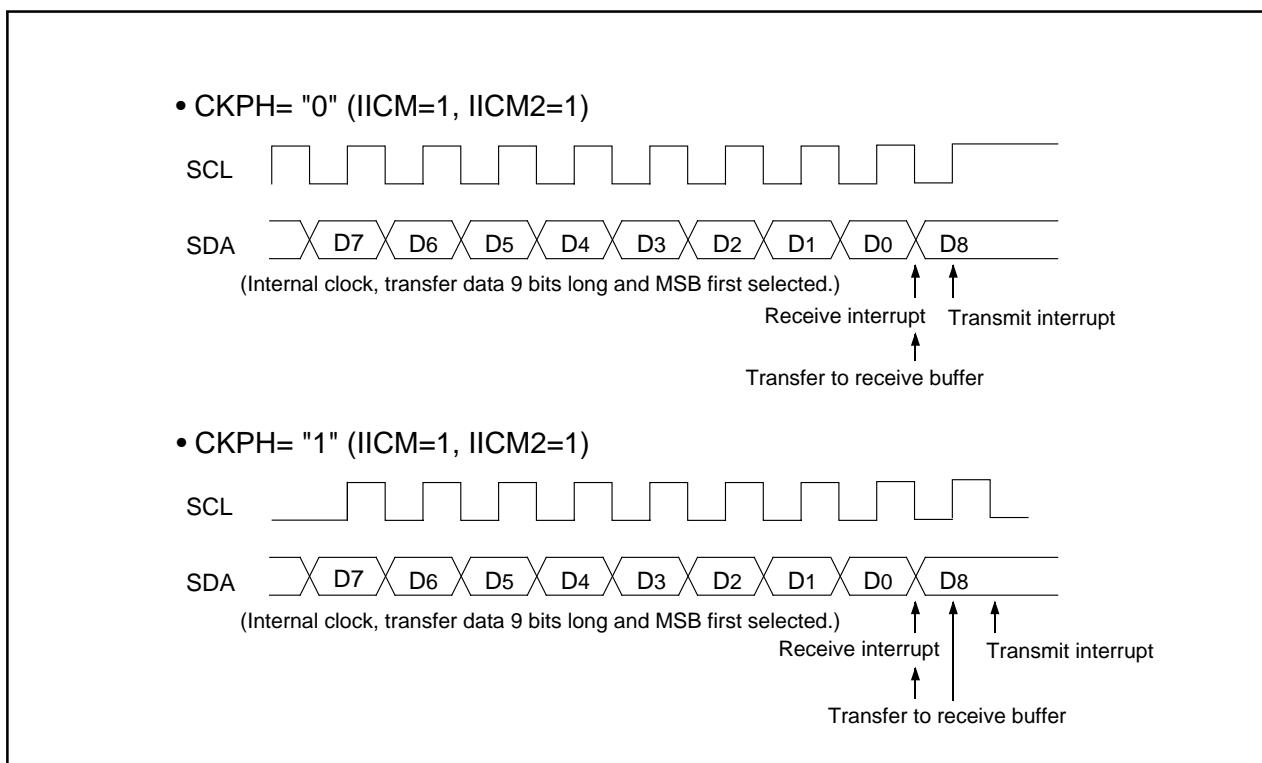 • CKPH= "0" (IICM=1, IICM2=1)
SCL
SDA D7 D6 D5 D4 D3 D2 D1 D0 D8
(Internal clock, transfer data 9 bits long and MSB first selected.)
Receive interrupt Transmit interrupt
Transfer to receive buffer
• CKPH= "1" (IICM=1, IICM2=1)
SCL
SDA D7 D6 D5 D4 D3 D2 D1 D0 D8
(Internal clock, transfer data 9 bits long and MSB first selected.)
Receive interrupt Transmit interrupt
Transfer to receive buffer